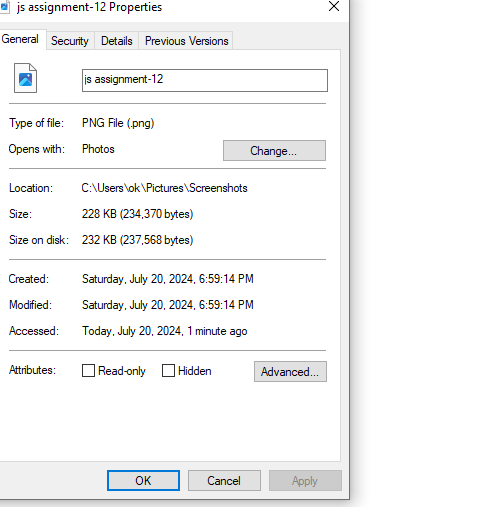 js assignment-12 Properties
General Security Details Previous Versions
js assignment-12
Type of file: PNG File (.png)
Opens with: Photos Change...
Location: C:\Users\ok\Pictures\Screenshots
Size: 228 KB (234,370 bytes)
Size on disk: 232 KB (237,568 bytes)
Created: Saturday, July 20, 2024, 6:59:14 PM
Modified: Saturday, July 20, 2024, 6:59:14 PM
Accessed: Today, July 20, 2024, 1 minute ago
Attributes: Read-only Hidden Advanced...
OK Cancel Apply